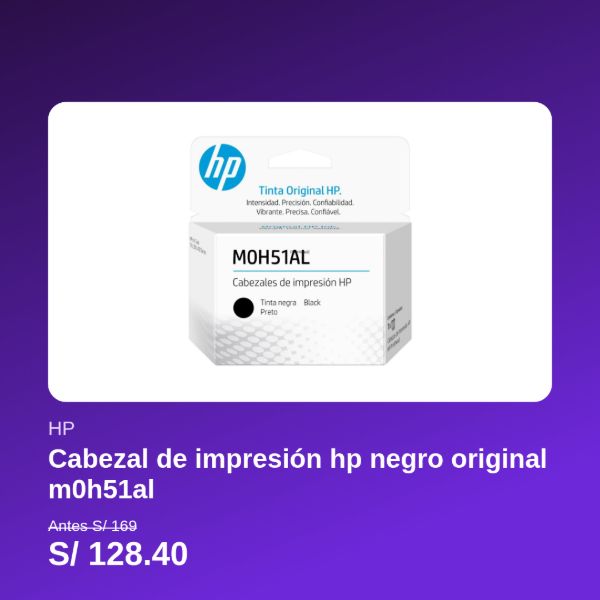 hp
Tinta Original HP.
Intensidad. Precisión. Confiabilidad.
Vibrante. Precisa. Confiável.
M0H51AL
Cabezales de impresión HP
Tinta negra Black
Preto
HP
Cabezal de impresión hp negro original
m0h51al
Antes S/ 169
S/ 128.40